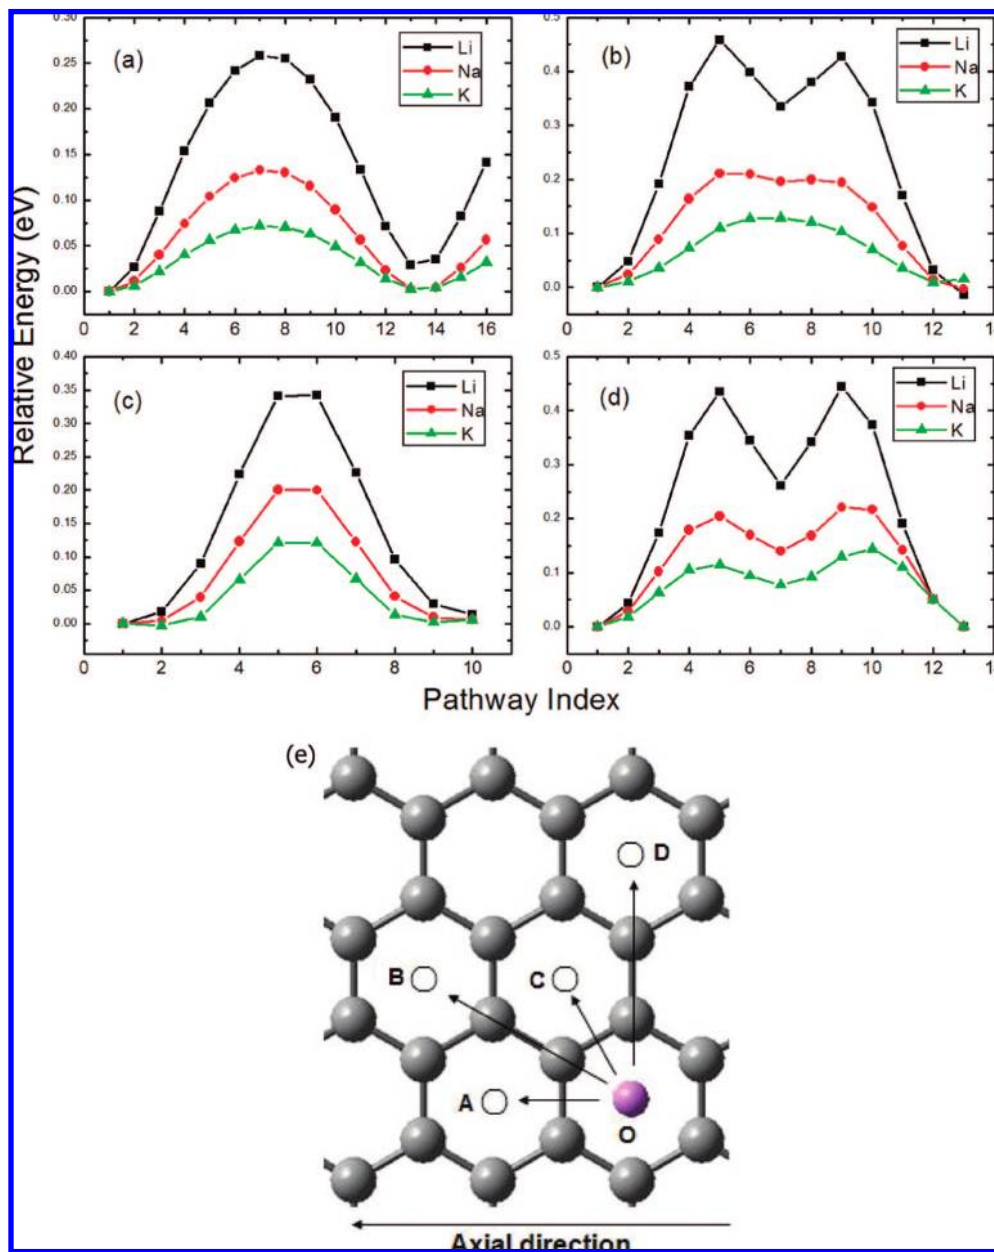 Relative Energy (eV)
(a)
Li
Na
K
0.30
0.25
0.20
0.15
0.10
0.05
0.00
0 2 4 6 8 10 12 14 16
(b)
Li
Na
K
0.5
0.4
0.3
0.2
0.1
0.0
0 2 4 6 8 10 12 14
(c)
Li
Na
K
0.40
0.35
0.30
0.25
0.20
0.15
0.10
0.05
0.00
0 2 4 6 8 10
(d)
Li
Na
K
0.5
0.4
0.3
0.2
0.1
0.0
0 2 4 6 8 10 12 14
Pathway Index
(e)
D
B C
A
O
Axial direction